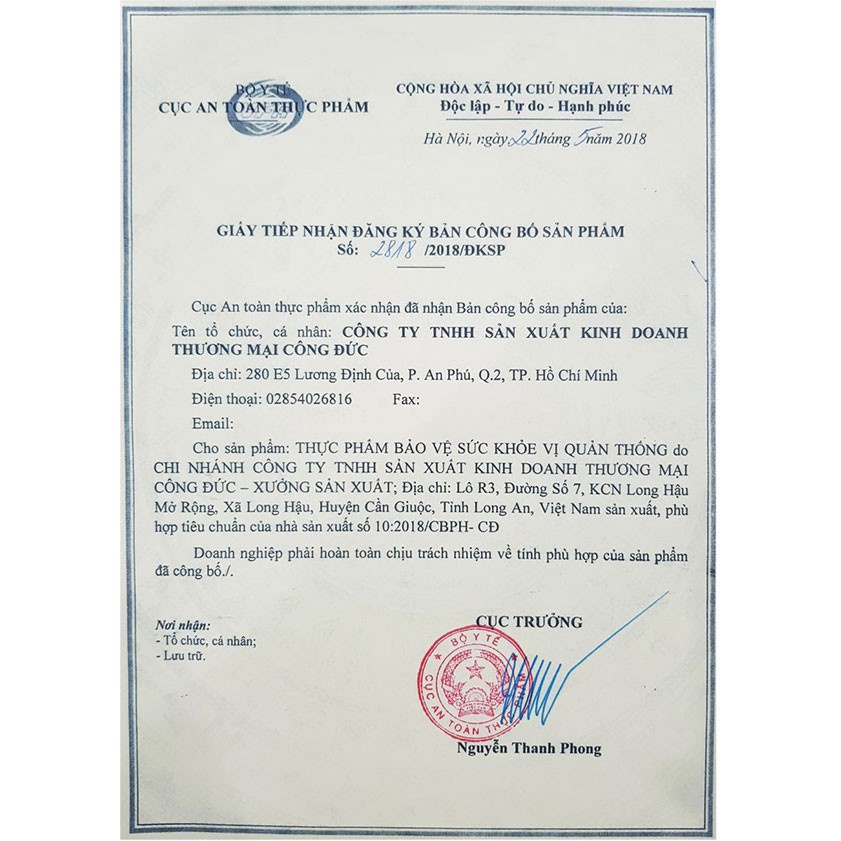 BỘ Y TẾ
CỤC AN TOÀN THỰC PHẨM
CỘNG HÒA XÃ HỘI CHỦ NGHĨA VIỆT NAM
Độc lập - Tự do - Hạnh phúc
Hà Nội, ngày 22 tháng 5 năm 2018
GIẤY TIẾP NHẬN ĐĂNG KÝ BẢN CÔNG BỐ SẢN PHẨM
Số: 2818 /2018/ĐKSP
Cục An toàn thực phẩm xác nhận đã nhận Bản công bố sản phẩm của:
Tên tổ chức, cá nhân: CÔNG TY TNHH SẢN XUẤT KINH DOANH
THƯƠNG MẠI CÔNG ĐỨC
Địa chỉ: 280 E5 Lương Định Của, P. An Phú, Q.2, TP. Hồ Chí Minh
Điện thoại: 02854026816 Fax:
Email:
Cho sản phẩm: THỰC PHẨM BẢO VỆ SỨC KHỎE VỊ QUẢN THỐNG do
CHI NHÁNH CÔNG TY TNHH SẢN XUẤT KINH DOANH THƯƠNG MẠI
CÔNG ĐỨC – XƯỞNG SẢN XUẤT; Địa chỉ: Lô R3, Đường Số 7, KCN Long Hậu
Mở Rộng, Xã Long Hậu, Huyện Cần Giuộc, Tỉnh Long An, Việt Nam sản xuất, phù
hợp tiêu chuẩn của nhà sản xuất số 10:2018/CBPH- CĐ
Doanh nghiệp phải hoàn toàn chịu trách nhiệm về tính phù hợp của sản phẩm
đã công bố./.
Nơi nhận:
- Tổ chức, cá nhân;
- Lưu trữ.
CỤC TRƯỞNG
BỘ Y TẾ
CỤC AN TOÀN THỰC PHẨM
Nguyễn Thanh Phong